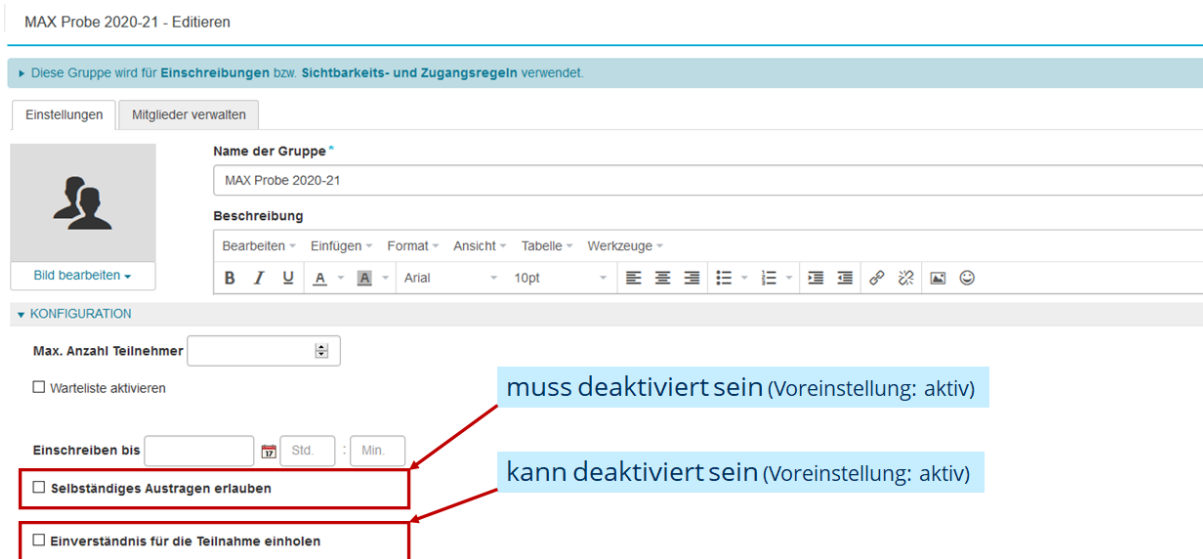 MAX Probe 2020-21 - Editieren
Diese Gruppe wird für Einschreibungen bzw. Sichtbarkeits- und Zugangsregeln verwendet.
Einstellungen Mitglieder verwalten
Name der Gruppe *
MAX Probe 2020-21
Beschreibung
Bearbeiten Einfügen Format Ansicht Tabelle Werkzeuge
B I U A A Arial 10pt
Bild bearbeiten
KONFIGURATION
Max. Anzahl Teilnehmer
Warteliste aktivieren
muss deaktiviert sein (Voreinstellung: aktiv)
Einschreiben bis 17 Std. : Min.
kann deaktiviert sein (Voreinstellung: aktiv)
Selbständiges Austragen erlauben
Einverständnis für die Teilnahme einholen